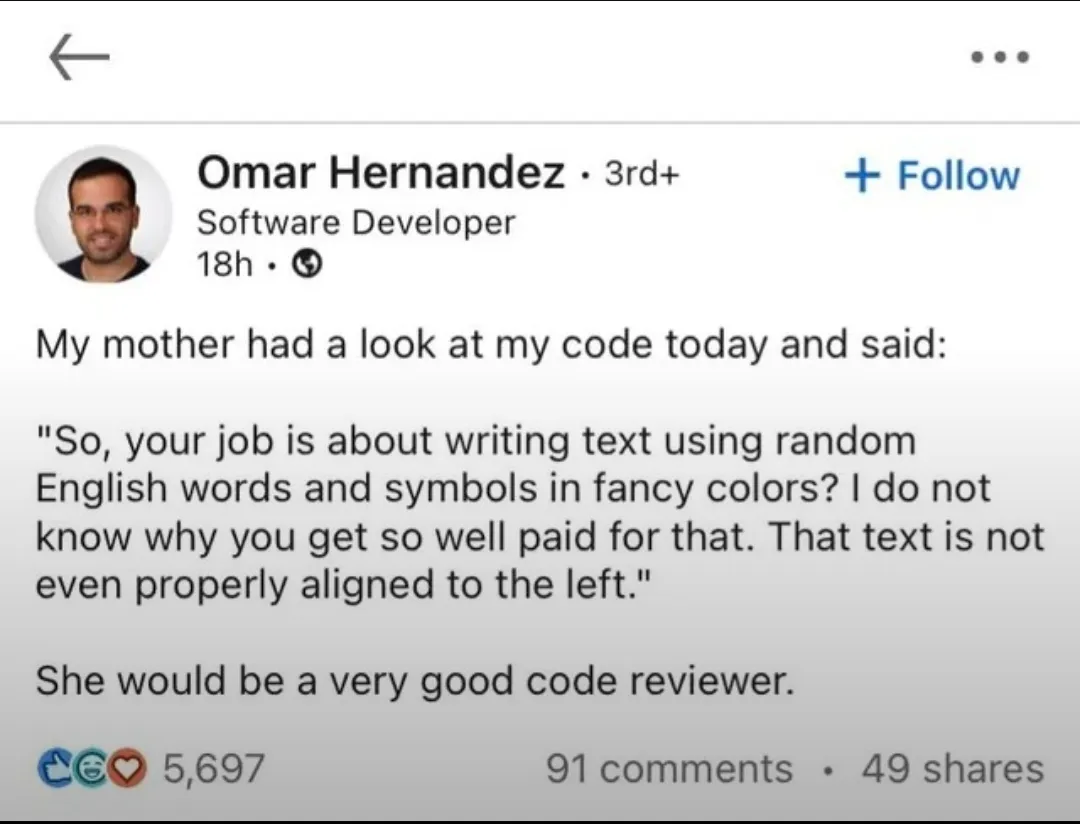 Omar Hernandez · 3rd+
+ Follow
Software Developer
18h ·
My mother had a look at my code today and said:
"So, your job is about writing text using random
English words and symbols in fancy colors? I do not
know why you get so well paid for that. That text is not
even properly aligned to the left."
She would be a very good code reviewer.
5,697
91 comments · 49 shares